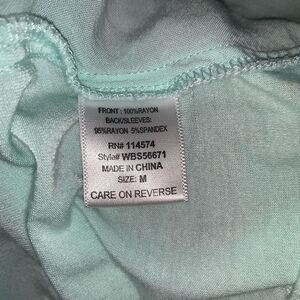 FRONT: 100%RAYON
BACK/SLEEVES:
95%RAYON 5%SPANDEX
RN# 114574
Style# WBS56671
MADE IN CHINA
SIZE: M
CARE ON REVERSE